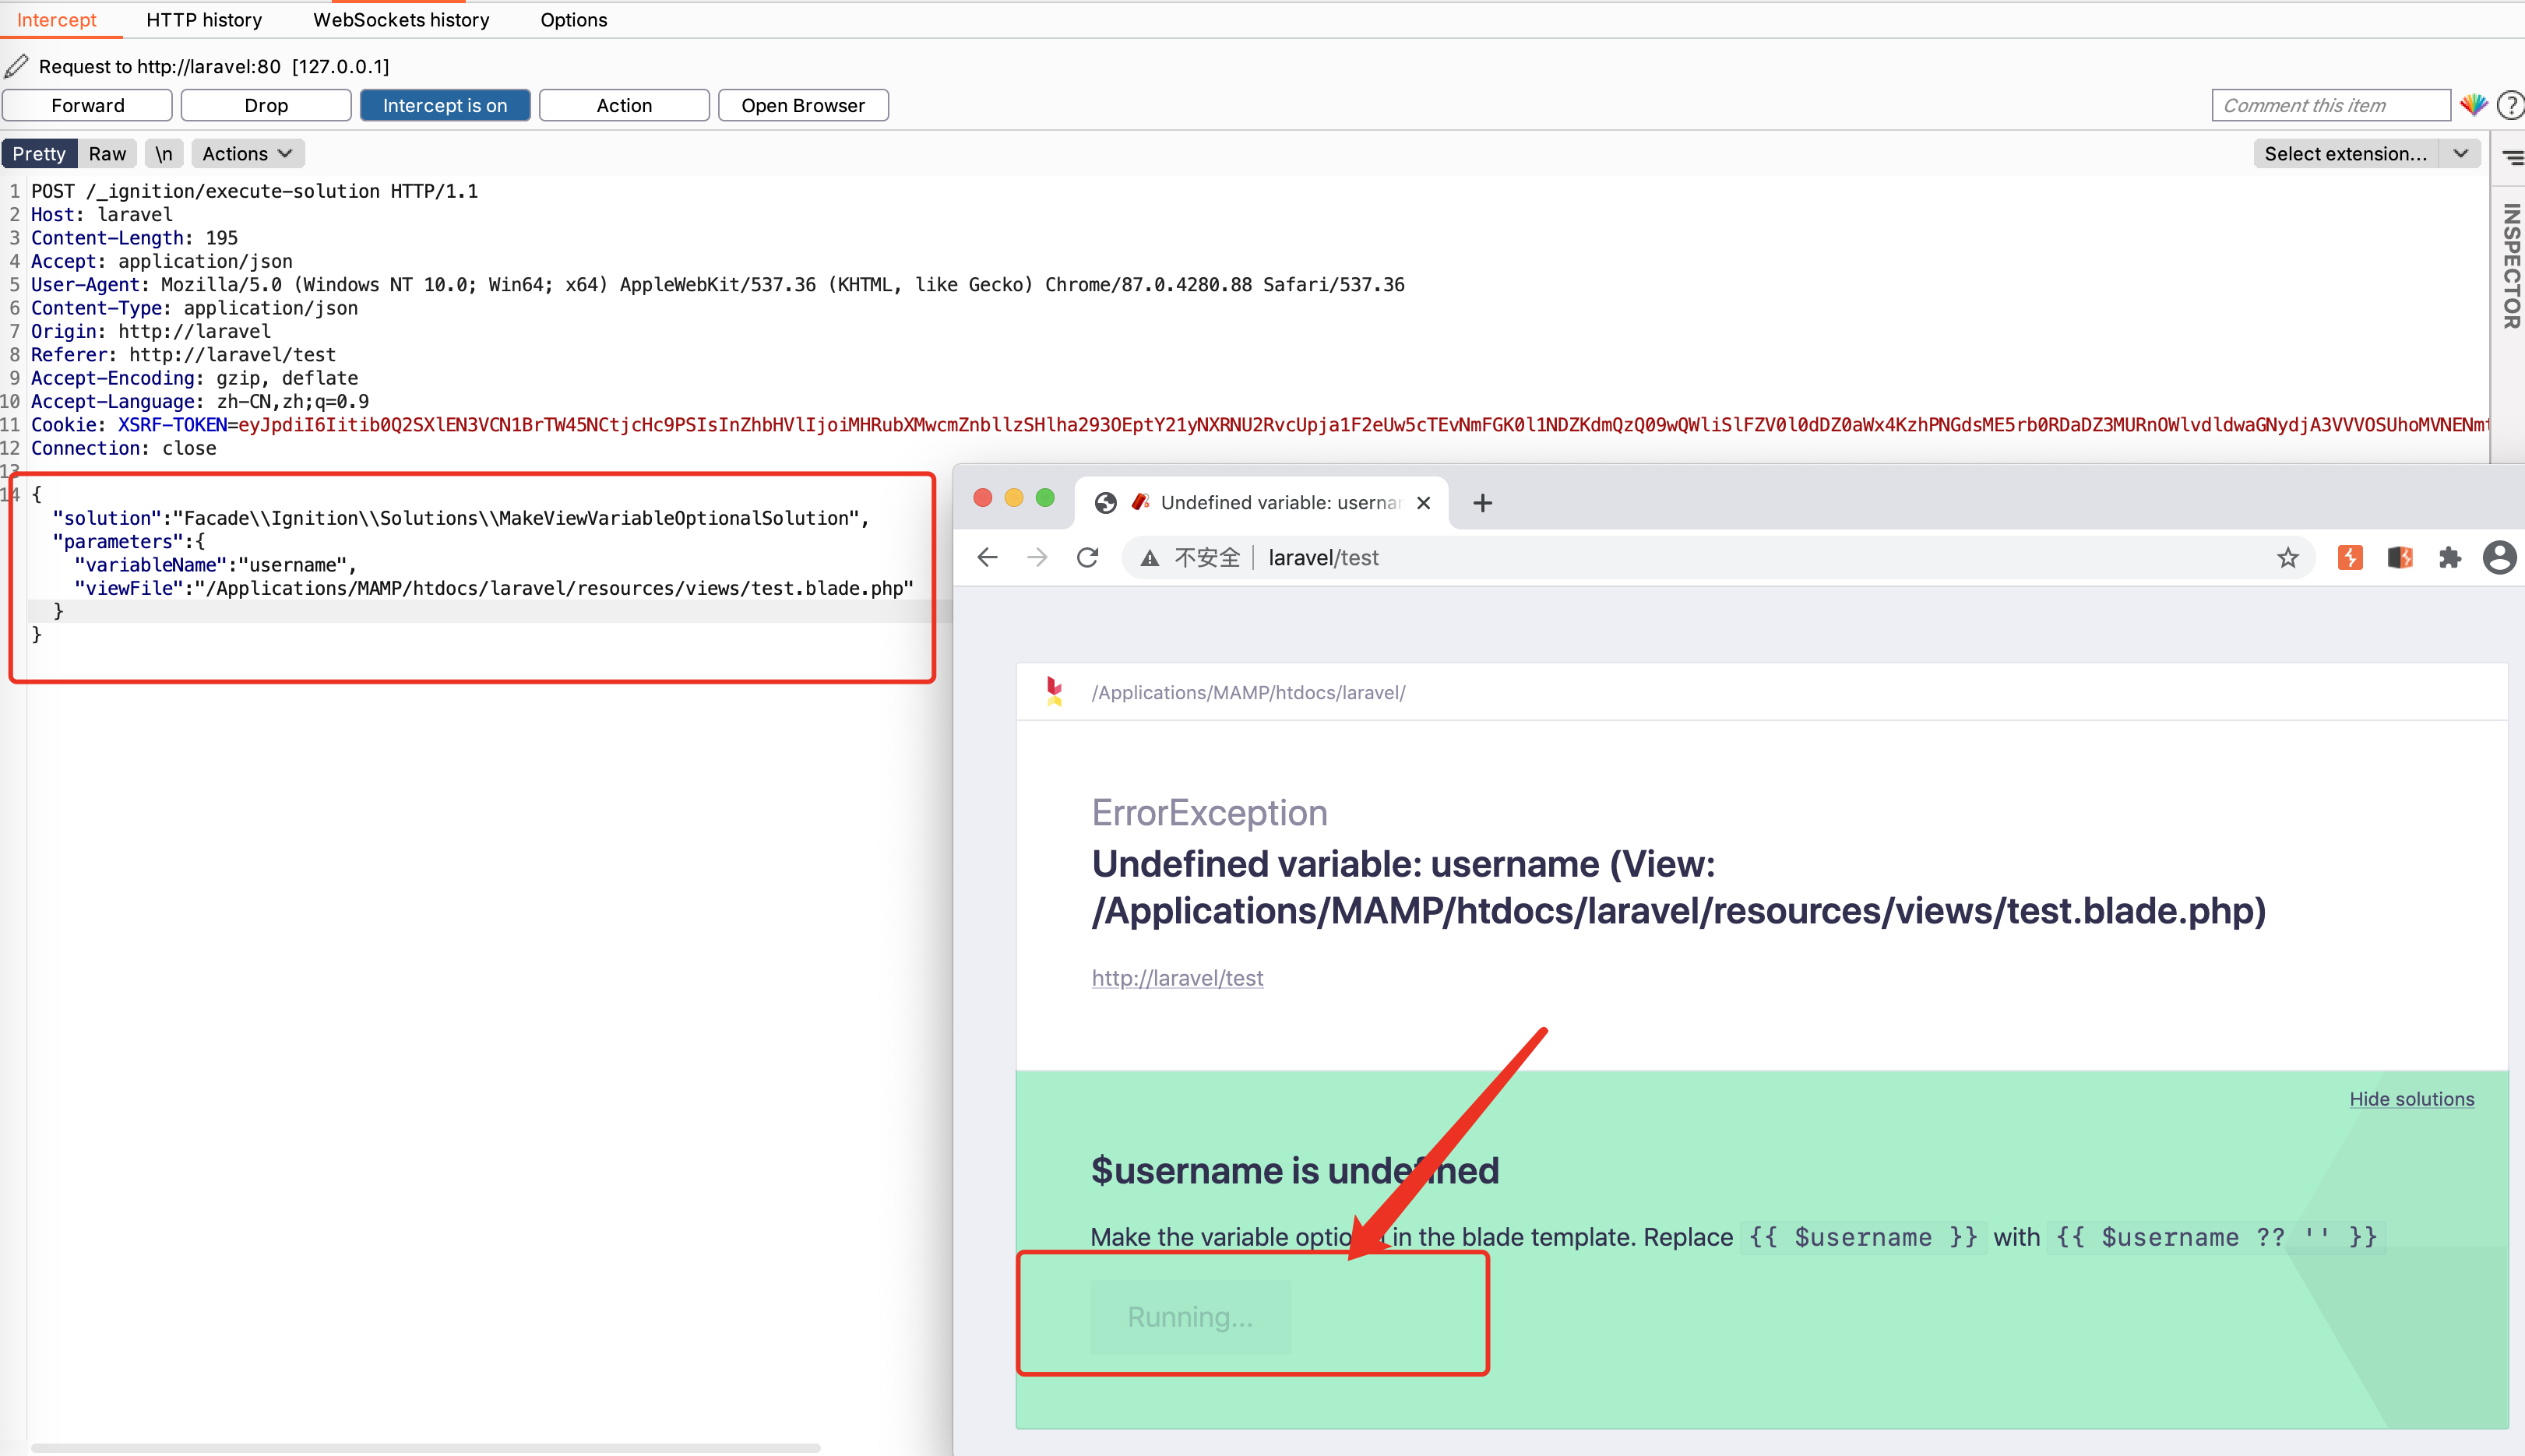 Intercept HTTP history WebSockets history Options
Request to http://laravel:80 [127.0.0.1]
Forward Drop Intercept is on Action Open Browser Comment this item ?
Pretty Raw \n Actions Select extension...
INSPECTOR
1 POST /_ignition/execute-solution HTTP/1.1
2 Host: laravel
3 Content-Length: 195
4 Accept: application/json
5 User-Agent: Mozilla/5.0 (Windows NT 10.0; Win64; x64) AppleWebKit/537.36 (KHTML, like Gecko) Chrome/87.0.4280.88 Safari/537.36
6 Content-Type: application/json
7 Origin: http://laravel
8 Referer: http://laravel/test
9 Accept-Encoding: gzip, deflate
10 Accept-Language: zh-CN,zh;q=0.9
11 Cookie: XSRF-TOKEN=
12 Connection: close
13
14 {
"solution":"Facade\\Ignition\\Solutions\\MakeViewVariableOptionalSolution",
"parameters":{
"variableName":"username",
"viewFile":"/Applications/MAMP/htdocs/laravel/resources/views/test.blade.php"
}
}
Undefined variable: userna
不安全 laravel/test
/Applications/MAMP/htdocs/laravel/
ErrorException
Undefined variable: username (View:
/Applications/MAMP/htdocs/laravel/resources/views/test.blade.php)
http://laravel/test
Hide solutions
$username is undefined
Make the variable optional in the blade template. Replace {{ $username }} with {{ $username ?? '' }}
Running...